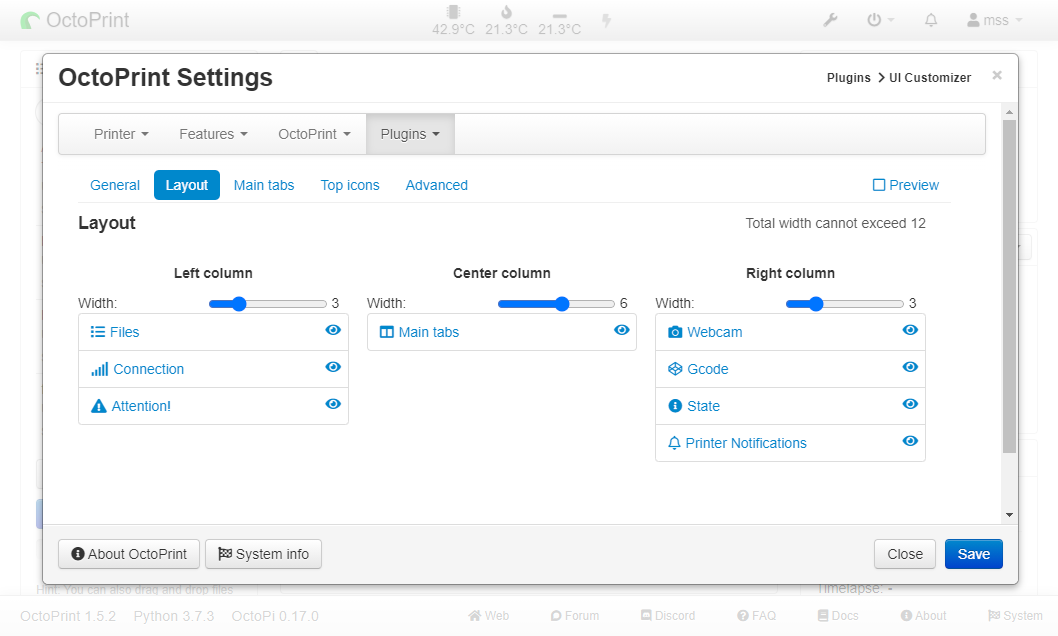 OctoPrint
42.9°C 21.3°C 21.3°C
mss
OctoPrint Settings
Plugins > UI Customizer
×
Printer Features OctoPrint Plugins
General Layout Main tabs Top icons Advanced Preview
Layout
Total width cannot exceed 12
Left column Center column Right column
Width: 3 Width: 6 Width: 3
Files Main tabs Webcam
Connection Gcode
Attention! State
Printer Notifications
About OctoPrint System info Close Save
Hint: You can also drag and drop files
Timelapse: -
OctoPrint 1.5.2 Python 3.7.3 OctoPi 0.17.0 Web Forum Discord FAQ Docs About System